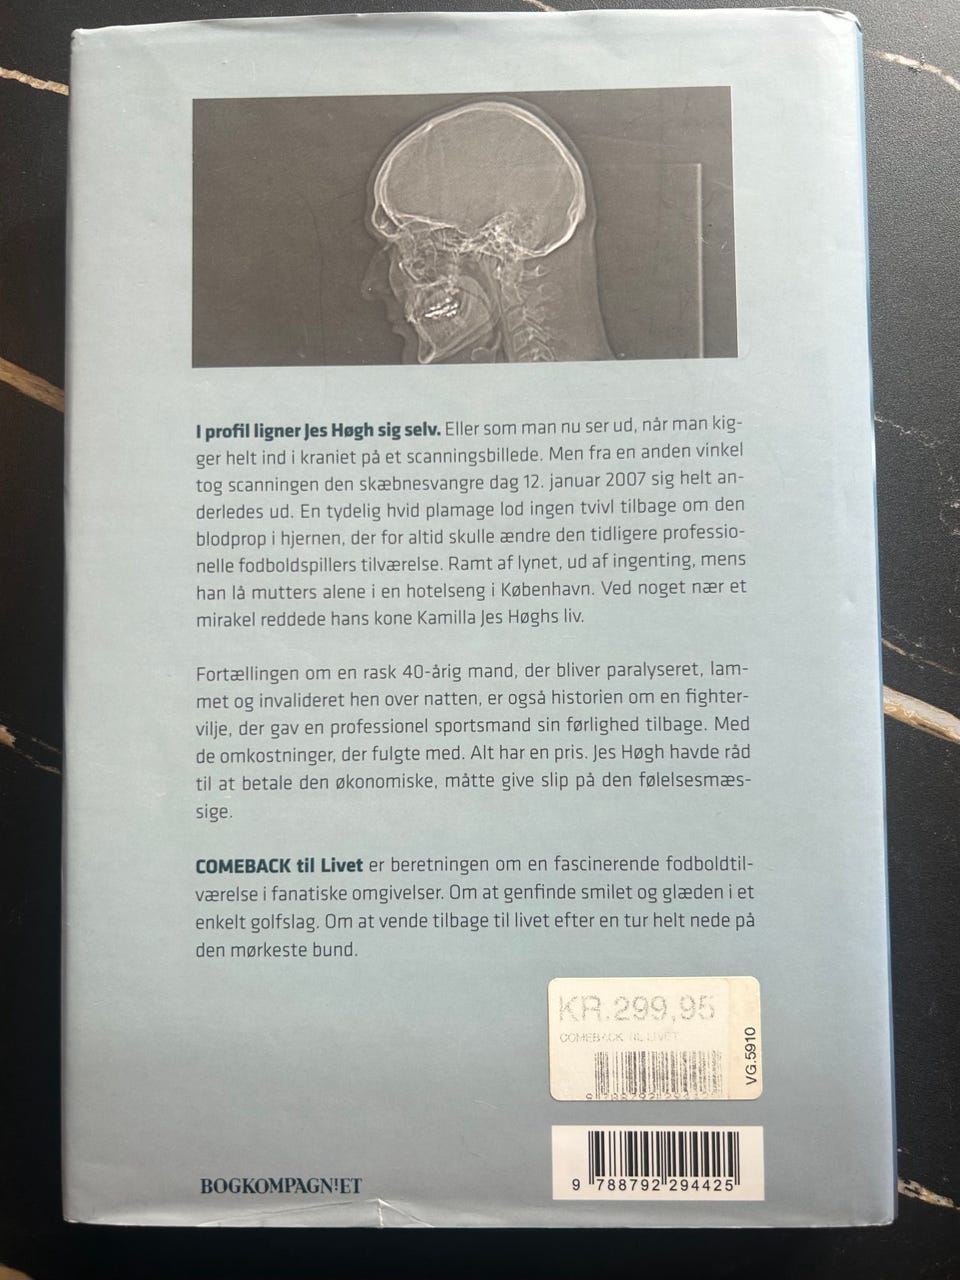 I profil ligner Jes Høgh sig selv. Eller som man nu ser ud, når man kig-
ger helt ind i kraniet på et scanningsbillede. Men fra en anden vinkel
tog scanningen den skæbnesvangre dag 12. januar 2007 sig helt an-
derledes ud. En tydelig hvid plamage lod ingen tvivl tilbage om den
blodprop i hjernen, der for altid skulle ændre den tidligere professio-
nelle fodboldspillers tilværelse. Ramt af lynet, ud af ingenting, mens
han lå mutters alene i en hotelseng i København. Ved noget nær et
mirakel reddede hans kone Kamilla Jes Høghs liv.
Fortællingen om en rask 40-årig mand, der bliver paralyseret, lam-
met og invalideret hen over natten, er også historien om en fighter-
vilje, der gav en professionel sportsmand sin førlighed tilbage. Med
de omkostninger, der fulgte med. Alt har en pris. Jes Høgh havde råd
til at betale den økonomiske, måtte give slip på den følelsesmæs-
sige.
COMEBACK til Livet er beretningen om en fascinerende fodboldtil-
værelse i fanatiske omgivelser. Om at genfinde smilet og glæden i et
enkelt golfslag. Om at vende tilbage til livet efter en tur helt nede på
den mørkeste bund.
KR.299,95
COMEBACK TIL LIVET
VG.5910
9 788792 294425
BOGKOMPAGNIET
9 788792 294425